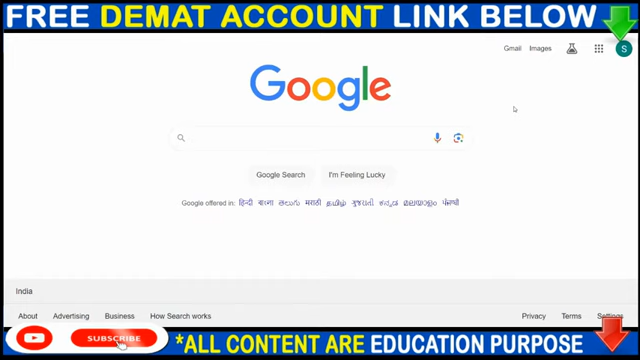 FREE DEMAT ACCOUNT LINK BELOW
Gmail Images S
Google
Google Search I'm Feeling Lucky
Google offered in: हिन्दी বাংলা తెలుగు मराठी தமிழ் ગુજરાતી ಕನ್ನಡ മലയാളം ਪੰਜਾਬੀ
India
About Advertising Business How Search works Privacy Terms Settings
SUBSCRIBE
*ALL CONTENT ARE EDUCATION PURPOSE